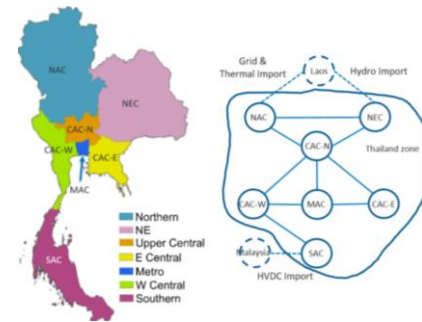 NAC
NEC
CAC-N
CAC-W
CAC-E
MAC
SAC
Northern
NE
Upper Central
E Central
Metro
W Central
Southern
Grid &
Thermal Import
Laos
Hydro Import
NAC
NEC
CAC-N
Thailand zone
CAC-W
MAC
CAC-E
Malaysia
SAC
HVDC Import